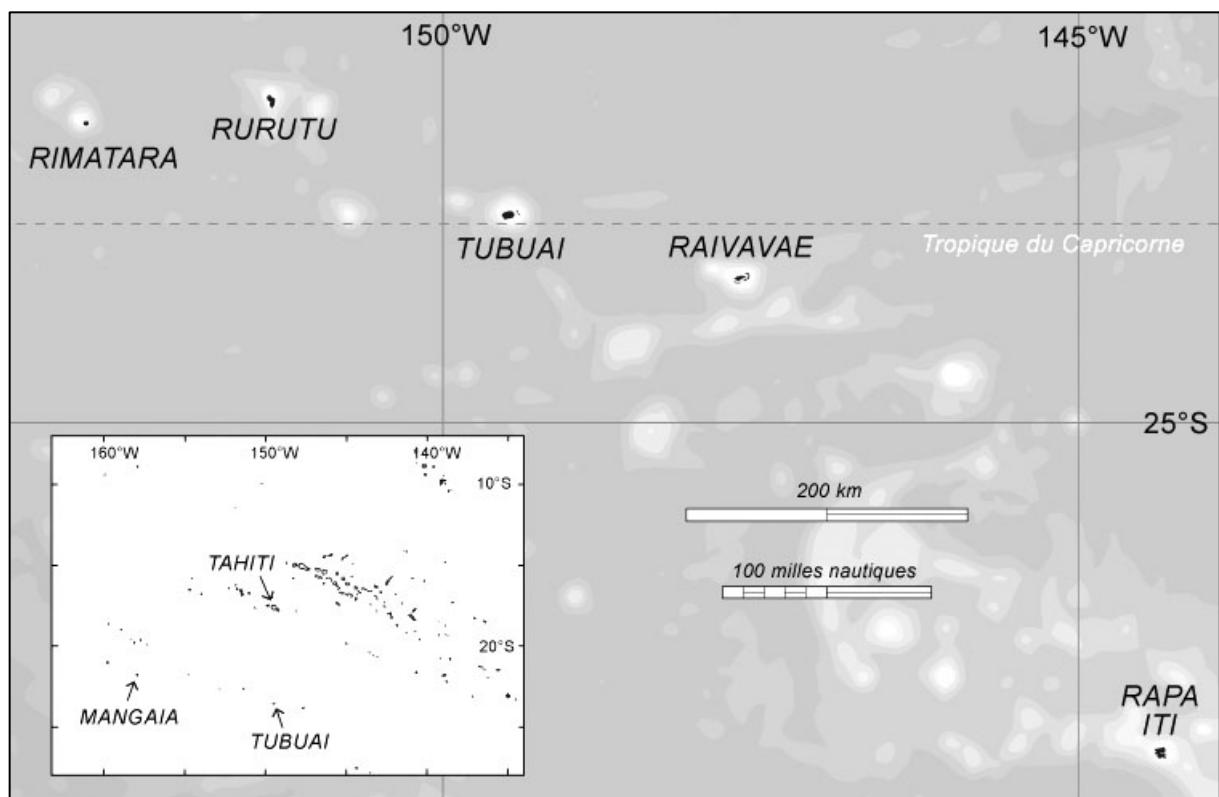 150°W
145°W
RURUTU
RIMATARA
TUBUAI
RAIVAVAE
Tropique du Capricorne
25°S
160°W
150°W
140°W
10°S
200 km
TAHITI
100 milles nautiques
20°S
MANGAIA
TUBUAI
RAPA
ITI